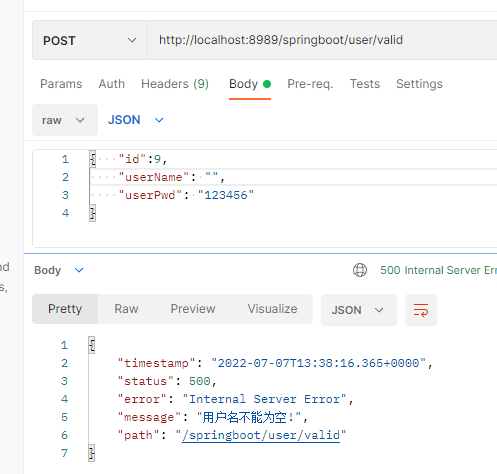 POST
http://localhost:8989/springboot/user/valid
Params Auth Headers (9) Body Pre-req. Tests Settings
raw JSON
1 { "id":9,
2 "userName": "",
3 "userPwd": "123456"
4 }
Body 500 Internal Server Err
Pretty Raw Preview Visualize JSON
1 {
2 "timestamp": "2022-07-07T13:38:16.365+0000",
3 "status": 500,
4 "error": "Internal Server Error",
5 "message": "用户名不能为空!",
6 "path": "/springboot/user/valid"
7 }
nd
s,